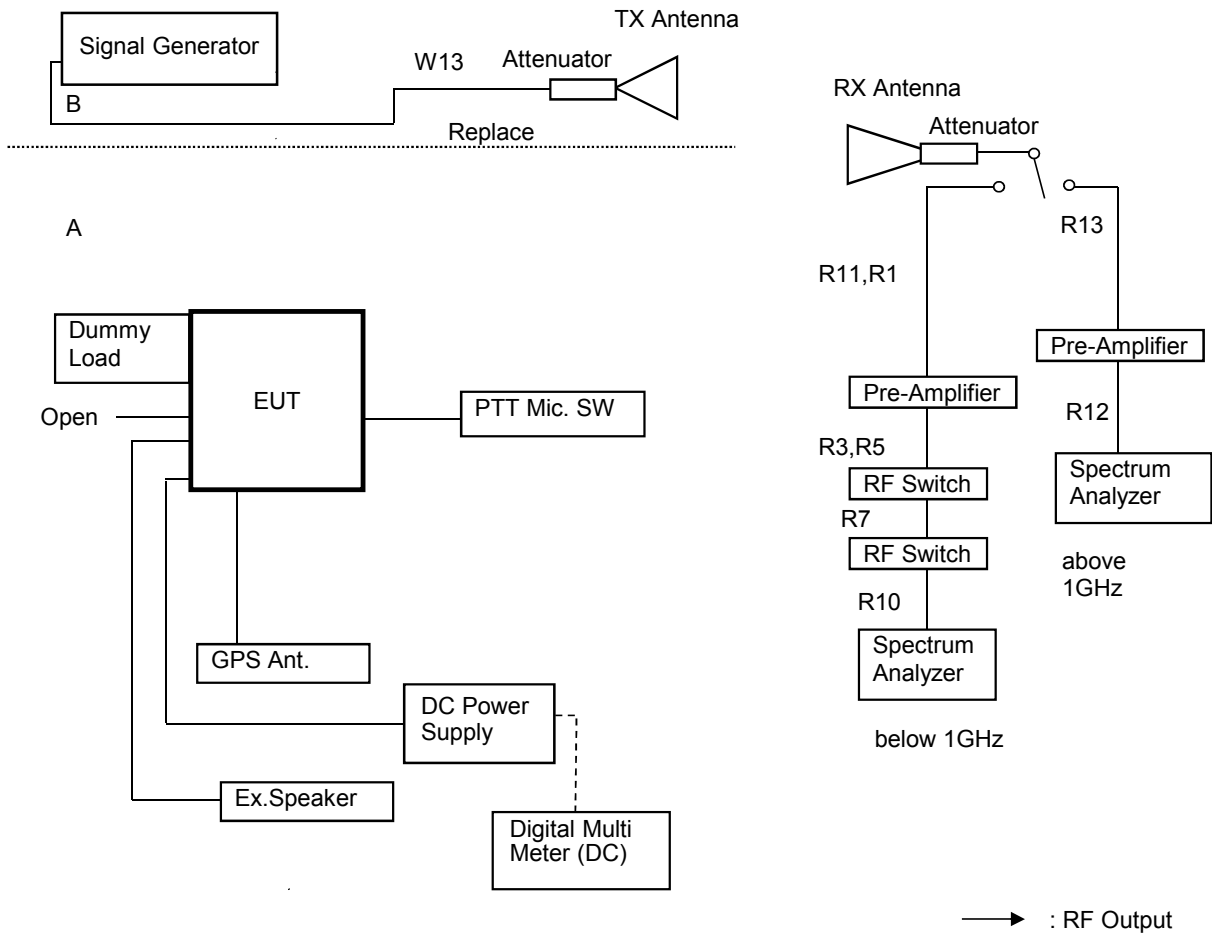 TX Antenna
Signal Generator
W13
Attenuator
B
Replace
A
Dummy
Load
EUT
Open
PTT Mic. SW
GPS Ant.
DC Power
Supply
Ex.Speaker
Digital Multi
Meter (DC)
RX Antenna
Attenuator
R13
R11,R1
Pre-Amplifier
Pre-Amplifier
R12
R3,R5
RF Switch
Spectrum
Analyzer
R7
RF Switch
above
1GHz
R10
Spectrum
Analyzer
below 1GHz
: RF Output